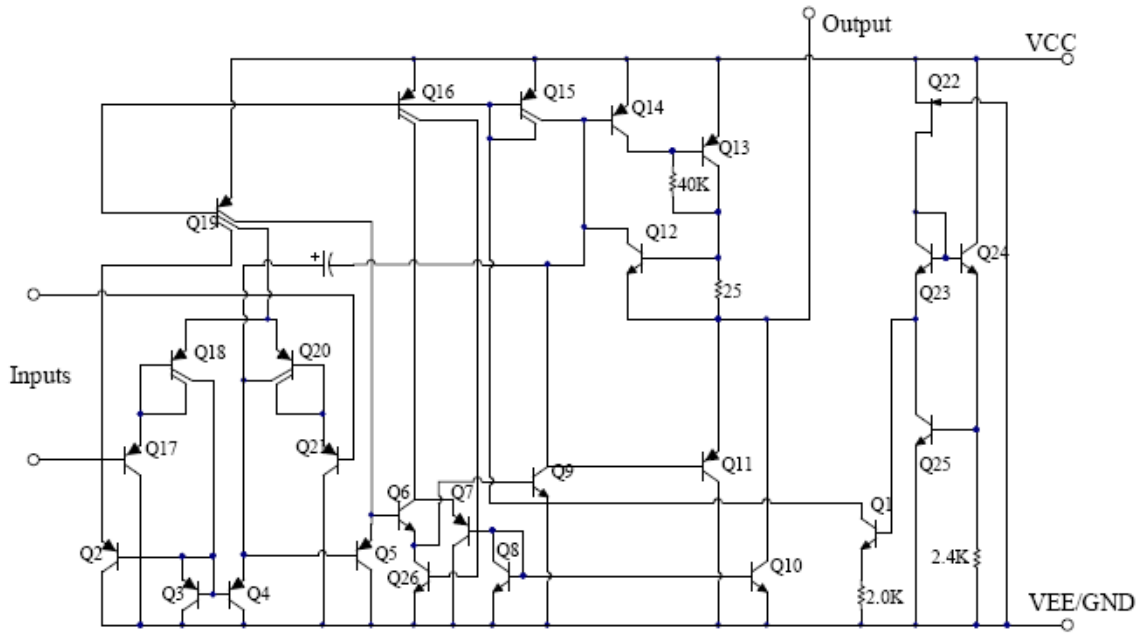 Output
VCC
Q22
Q16
Q15
Q14
Q13
40K
Q19
Q12
Q24
+
25
Q23
Q18
Q20
Inputs
Q17
Q21
Q11
Q25
Q9
Q6
Q7
Q1
Q2
Q5
Q8
Q10
2.4K
Q26
Q3
Q4
2.0K
VEE/GND